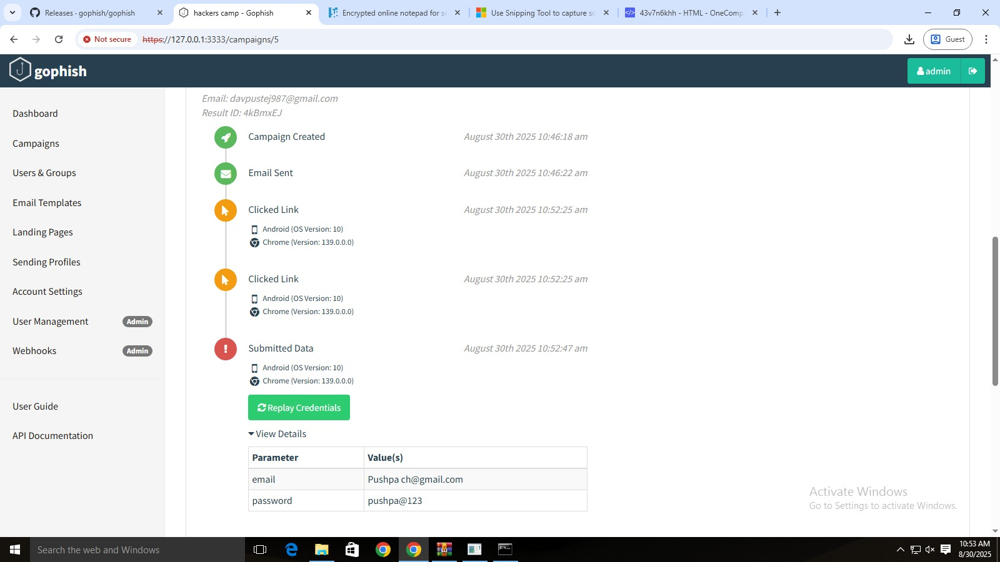 Releases · gophish/gophish
hackers camp - Gophish
Encrypted online notepad for se
Use Snipping Tool to capture sc
43v7n6khh - HTML - OneComp
Not secure
https://127.0.0.1:3333/campaigns/5
Guest
gophish
admin
Dashboard
Campaigns
Users & Groups
Email Templates
Landing Pages
Sending Profiles
Account Settings
User Management
Admin
Webhooks
Admin
User Guide
API Documentation
Email: davpustej987@gmail.com
Result ID: 4kBmxEJ
Campaign Created
August 30th 2025 10:46:18 am
Email Sent
August 30th 2025 10:46:22 am
Clicked Link
August 30th 2025 10:52:25 am
Android (OS Version: 10)
Chrome (Version: 139.0.0.0)
Clicked Link
August 30th 2025 10:52:25 am
Android (OS Version: 10)
Chrome (Version: 139.0.0.0)
Submitted Data
August 30th 2025 10:52:47 am
Android (OS Version: 10)
Chrome (Version: 139.0.0.0)
Replay Credentials
View Details
Parameter Value(s)
email Pushpa ch@gmail.com
password pushpa@123
Activate Windows
Go to Settings to activate Windows.
Search the web and Windows
10:53 AM
8/30/2025